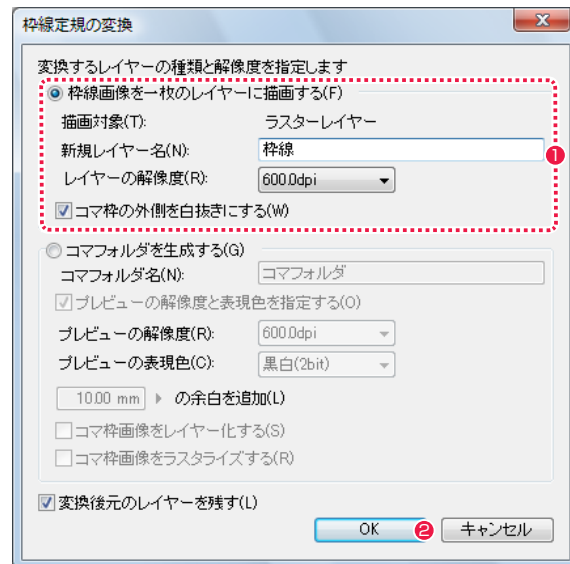 枠線定規の変換
変換するレイヤーの種類と解像度を指定します
枠線画像を一枚のレイヤーに描画する(F)
描画対象(T): ラスターレイヤー
新規レイヤー名(N): 枠線
1
レイヤーの解像度(R): 600.0dpi
コマ枠の外側を白抜きにする(W)
コマフォルダを生成する(G)
コマフォルダ名(N): コマフォルダ
プレビューの解像度と表現色を指定する(O)
プレビューの解像度(R): 600.0dpi
プレビューの表現色(C): 黒白(2bit)
10.00 mm の余白を追加(L)
コマ枠画像をレイヤー化する(S)
コマ枠画像をラスタライズする(R)
変換後元のレイヤーを残す(L)
OK 2 キャンセル